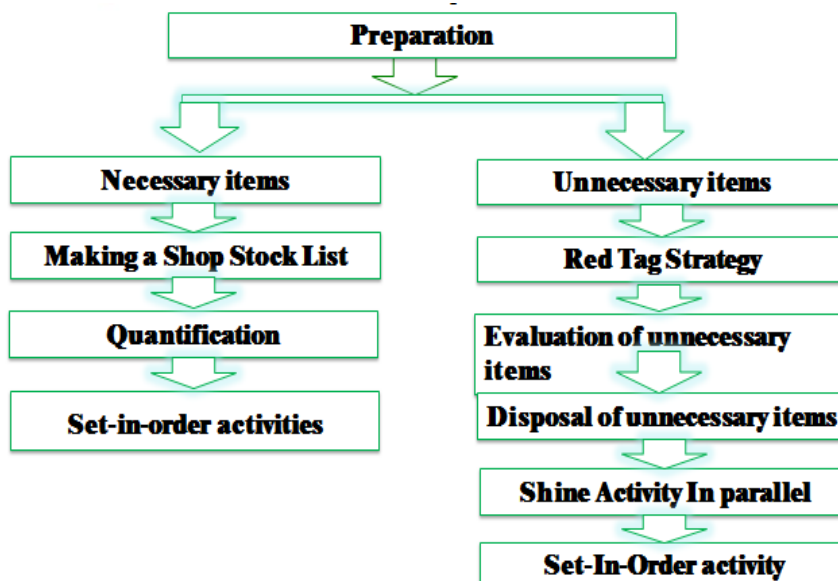 Preparation
Necessary items
Making a Shop Stock List
Quantification
Set-in-order activities
Unnecessary items
Red Tag Strategy
Evaluation of unnecessary
items
Disposal of unnecessary items
Shine Activity In parallel
Set-In-Order activity